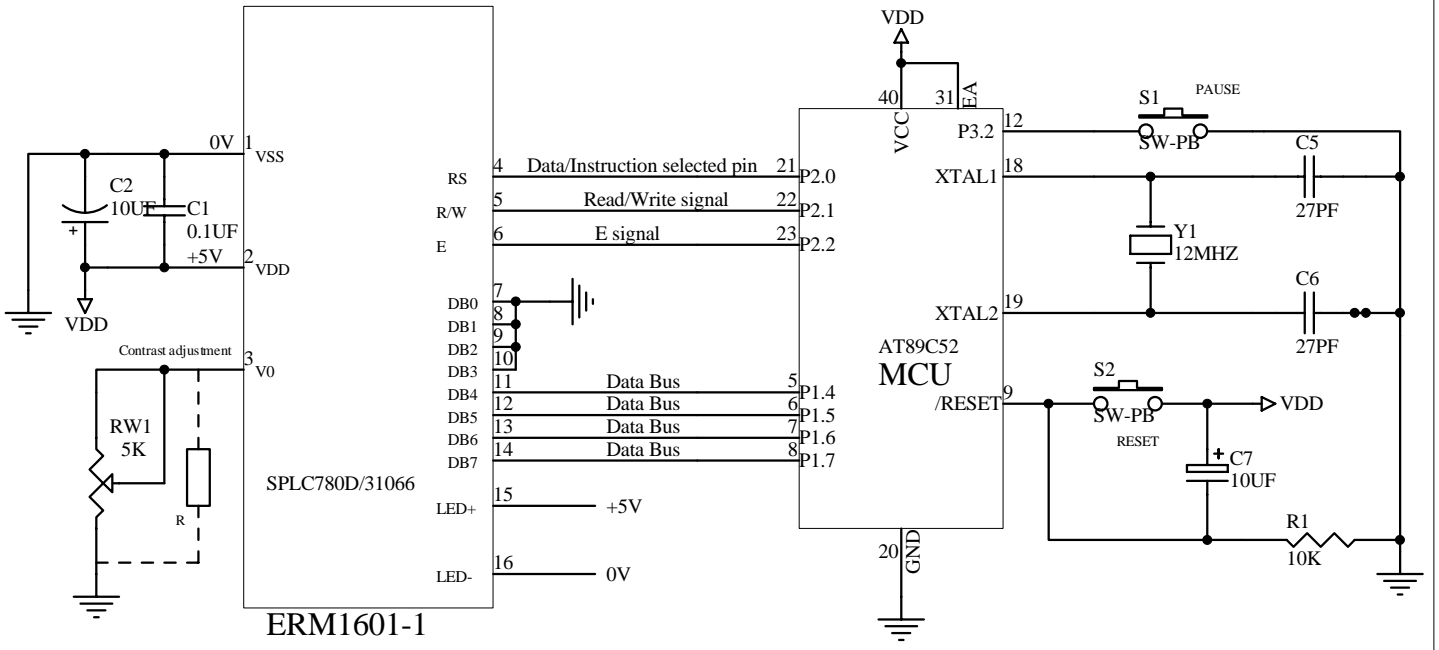 VDD
40
31
EA
VCC
S1
PAUSE
12
P3.2
SW-PB
0V
1
VSS
C2
10UF
C1
0.1UF
+5V
2
VDD
VDD
Contrast adjustment
3
V0
RW1
5K
R
SPLC780D/31066
ERM1601-1
RS
4
Data/Instruction selected pin
21
P2.0
R/W
5
Read/Write signal
22
P2.1
E
6
E signal
23
P2.2
DB0
7
DB1
8
DB2
9
DB3
10
DB4
11
Data Bus
5
P1.4
DB5
12
Data Bus
6
P1.5
DB6
13
Data Bus
7
P1.6
DB7
14
Data Bus
8
P1.7
LED+
15
+5V
LED-
16
0V
XTAL1
18
C5
27PF
Y1
12MHZ
XTAL2
19
C6
27PF
AT89C52
MCU
/RESET
9
S2
SW-PB
RESET
VDD
+
C7
10UF
R1
10K
20
GND
+